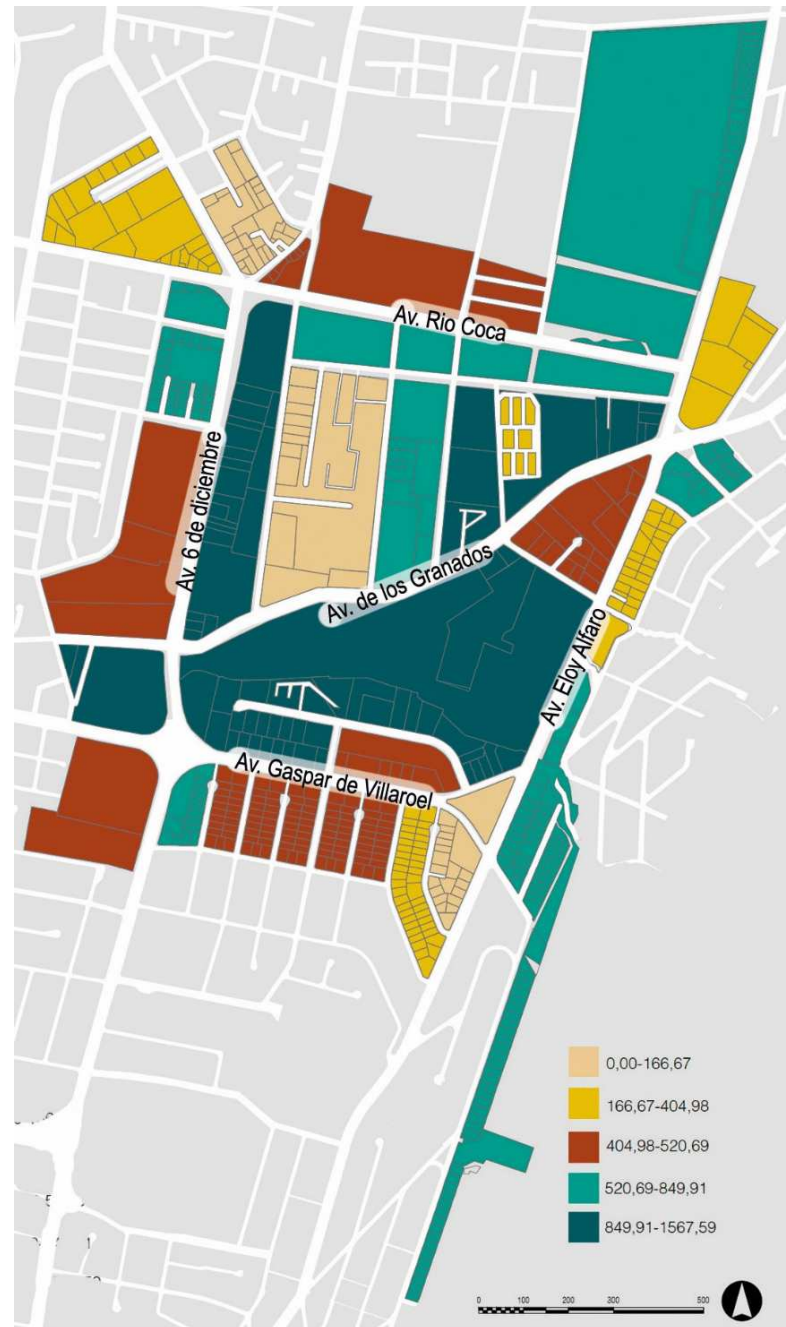 Av. Rio Coca
Av. 6 de diciembre
Av. de los Granados
Av. Eloy Alfaro
Av. Gaspar de Villaroel
0,00-166,67
166,67-404,98
404,98-520,69
520,69-849,91
849,91-1567,59
0 100 200 300 500